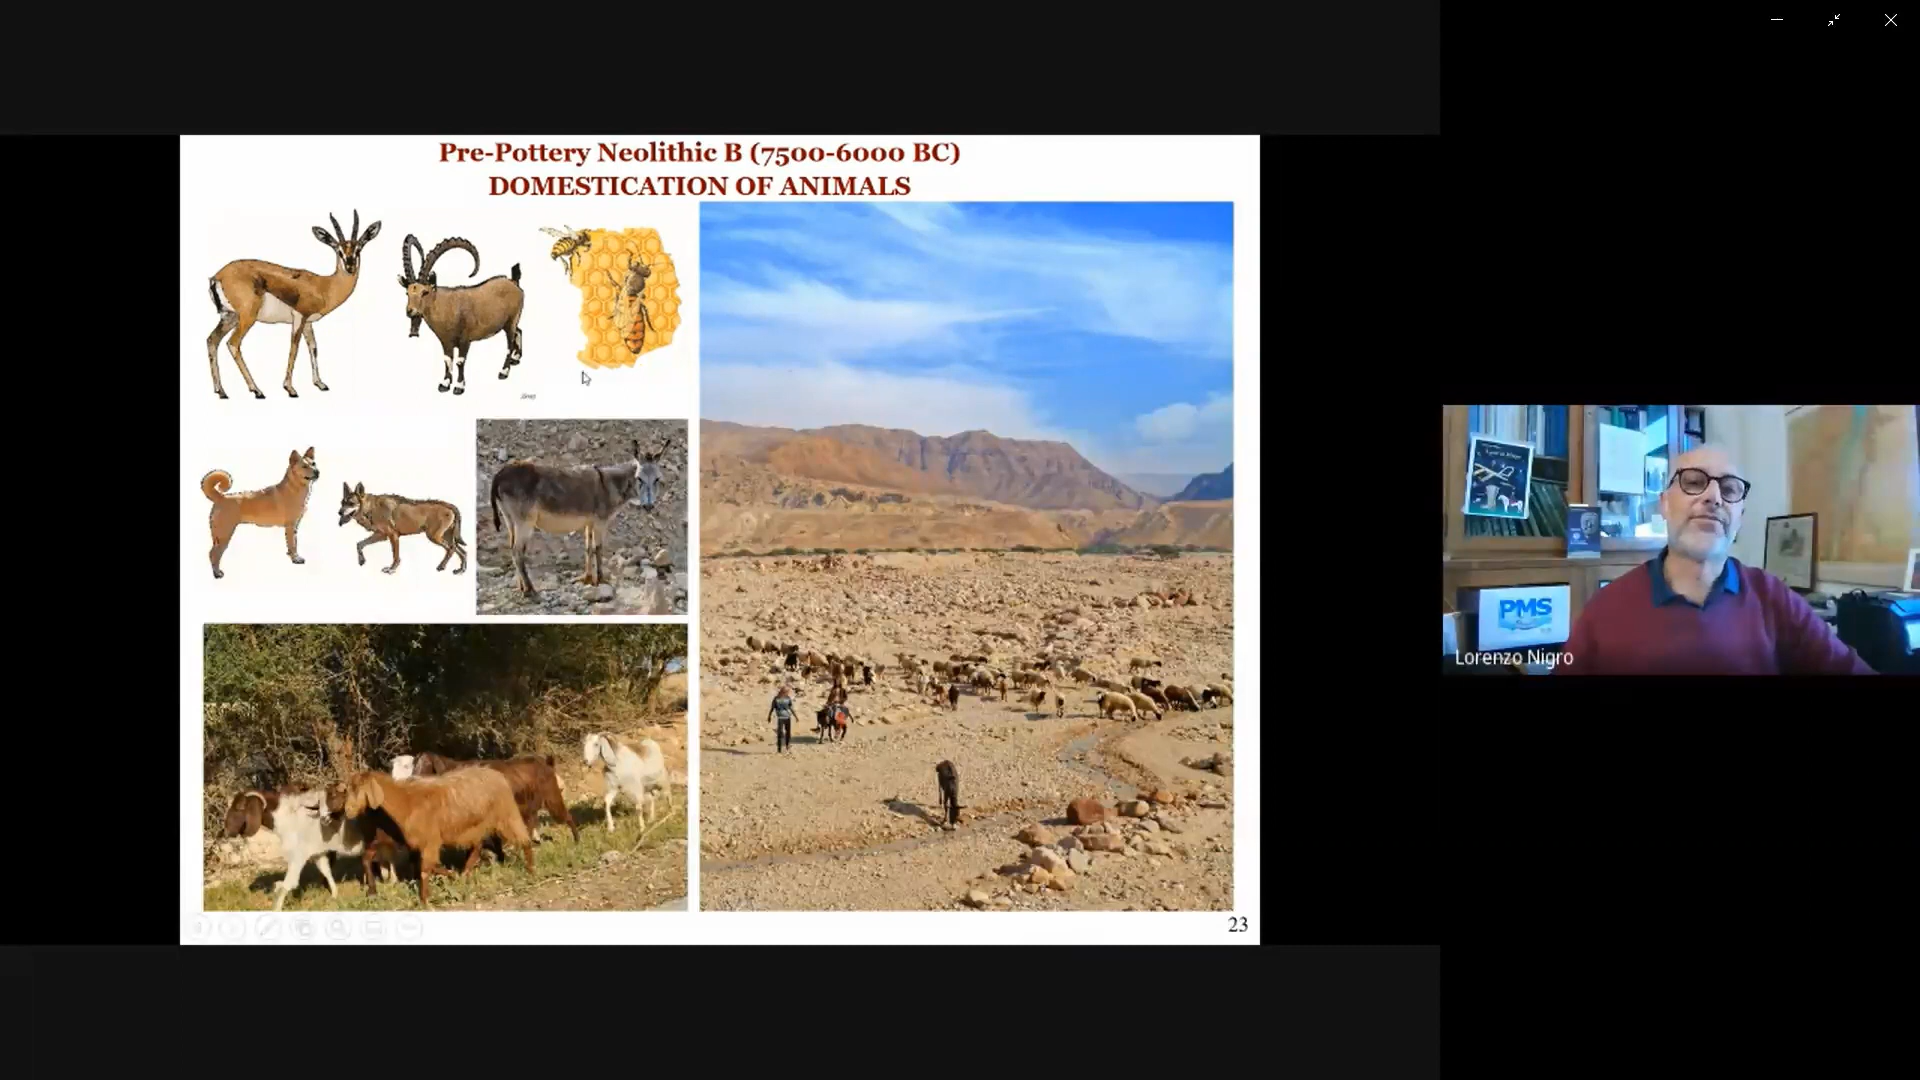 Pre-Pottery Neolithic B (7500-6000 BC)
DOMESTICATION OF ANIMALS
23
PMS
Lorenzo Nigro